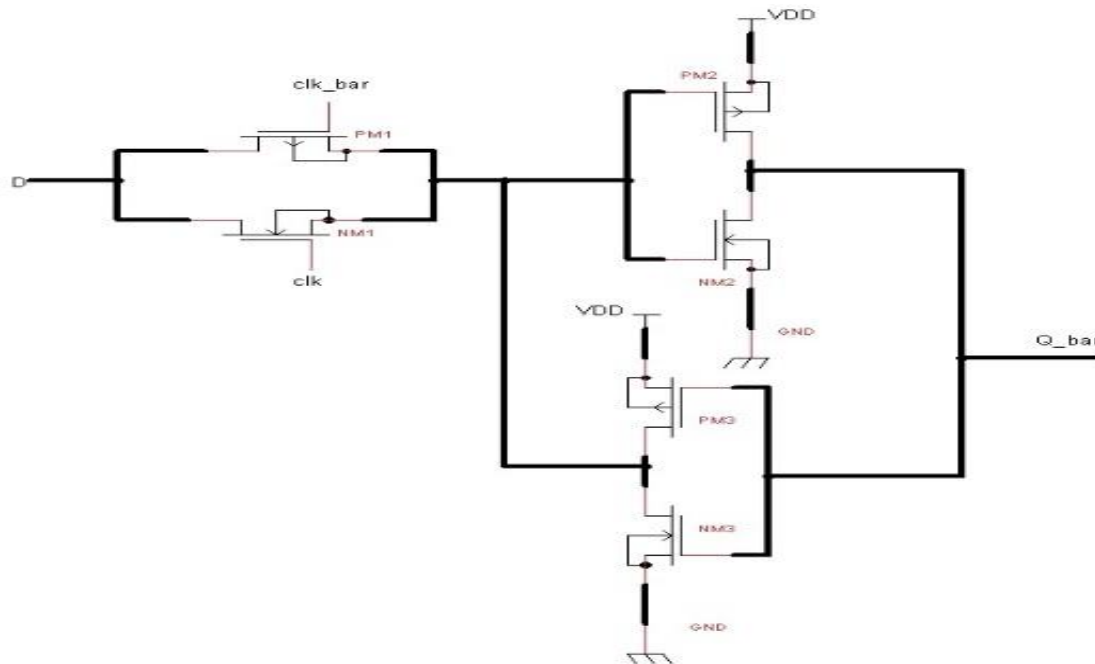 VDD
PM2
clk_bar
PM1
D
NM1
clk
NM2
VDD
GND
Q_bar
PM3
NM3
GND